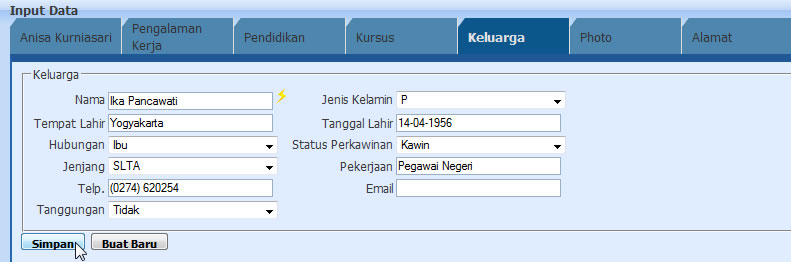 Input Data
Anisa Kurniasari Pengalaman Kerja Pendidikan Kursus Keluarga Photo Alamat
Keluarga
Nama Ika Pancawati Jenis Kelamin P
Tempat Lahir Yogyakarta Tanggal Lahir 14-04-1956
Hubungan Ibu Status Perkawinan Kawin
Jenjang SLTA Pekerjaan Pegawai Negeri
Telp. (0274) 620254 Email
Tanggungan Tidak
Simpan Buat Baru